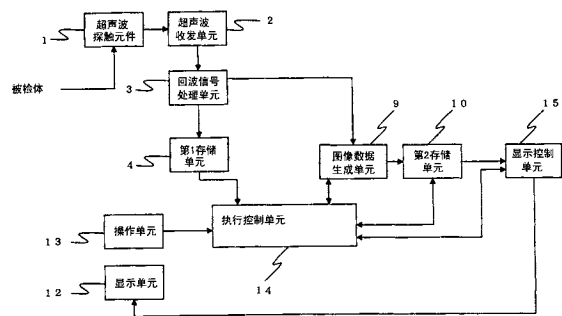 超声波
探触元件
1
超声波
收发单元
2
被检体
回波信号
处理单元
3
第1存储
单元
4
图像数据
生成单元
9
第2存储
单元
10
显示控制
单元
15
操作单元
13
执行控制单元
14
显示单元
12